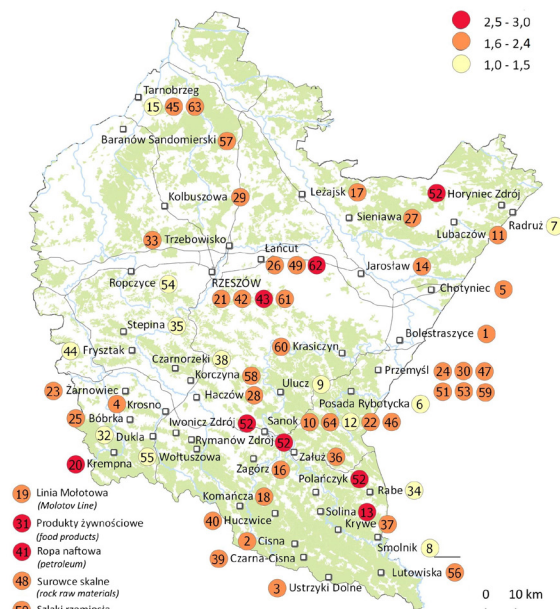 2,5 - 3,0
1,6 - 2,4
1,0 - 1,5
Tarnobrzeg
15 45 63
Baranów Sandomierski 57
Kolbuszowa 29
Leżajsk 17
52 Horyniec Zdrój
Sieniawa 27
Radruż 7
Lubaczów 11
33 Trzebowisko
Łańcut
26 49 62
Jarosław 14
Ropczyce 54
RZESZÓW
21 42 43 61
Chotyniec 5
Stepina 35
Bolestraszyce 1
44 Frysztak
60 Krasiczyn
Czarnorzeki 38
Korczyna 58
Przemyśl 24 30 47
51 53 59
23 Żarnowiec
Ulucz 9
4 Krosno
Haczów 28
Posada Rybotycka 6
25 Bóbrka
Iwonicz Zdrój 52
Sanok 10 64 12 22 46
32 Dukla
Rymanów Zdrój 52
20 Krempna
55 Wołtuszowa
Załuż 36
Zagórz 16
Polańczyk 52
Rabe 34
19 Linia Mołotowa
(Molotov Line)
Komańcza 18
Solina 13
31 Produkty żywnościowe
(food products)
40 Huczwice
Krywe 37
41 Ropa naftowa
(petroleum)
2 Cisna
Smolnik 8
39 Czarna-Cisna
48 Surowce skalne
(rock raw materials)
Lutowiska 56
3 Ustrzyki Dolne
0 10 km